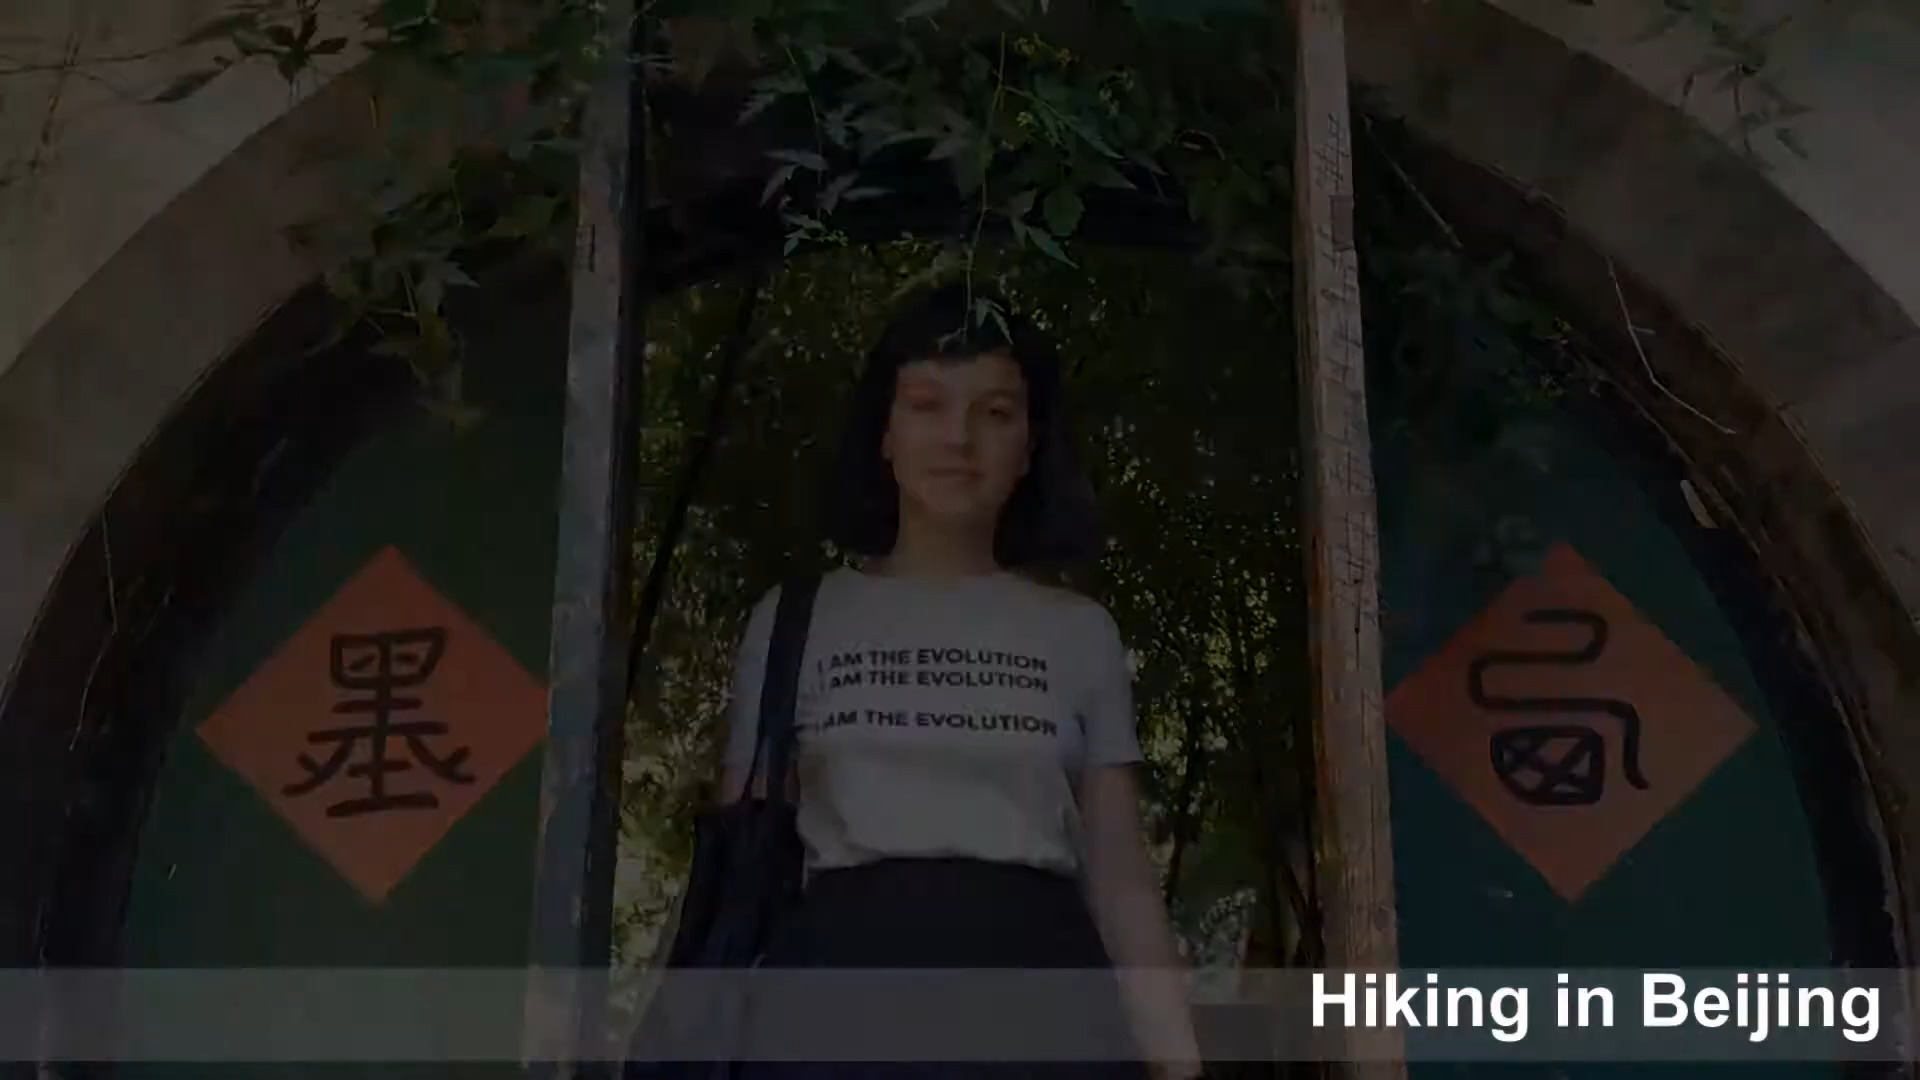 墨
I AM THE EVOLUTION
I AM THE EVOLUTION
I AM THE EVOLUTION
Hiking in Beijing